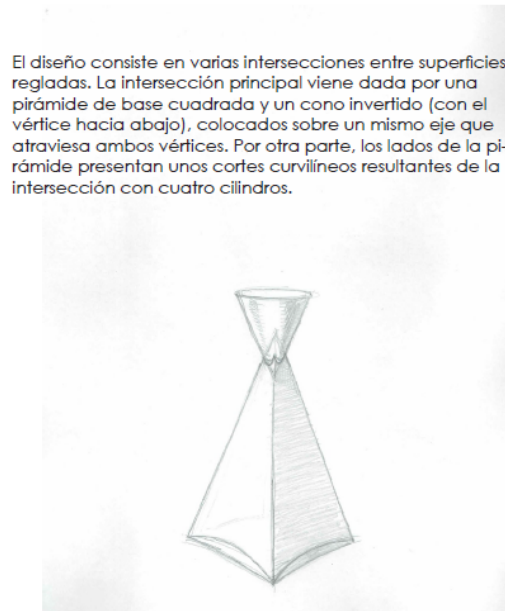 El diseño consiste en varias intersecciones entre superficies
regladas. La intersección principal viene dada por una
pirámide de base cuadrada y un cono invertido (con el
vértice hacia abajo), colocados sobre un mismo eje que
atraviesa ambos vértices. Por otra parte, los lados de la pi-
rámide presentan unos cortes curvilíneos resultantes de la
intersección con cuatro cilindros.